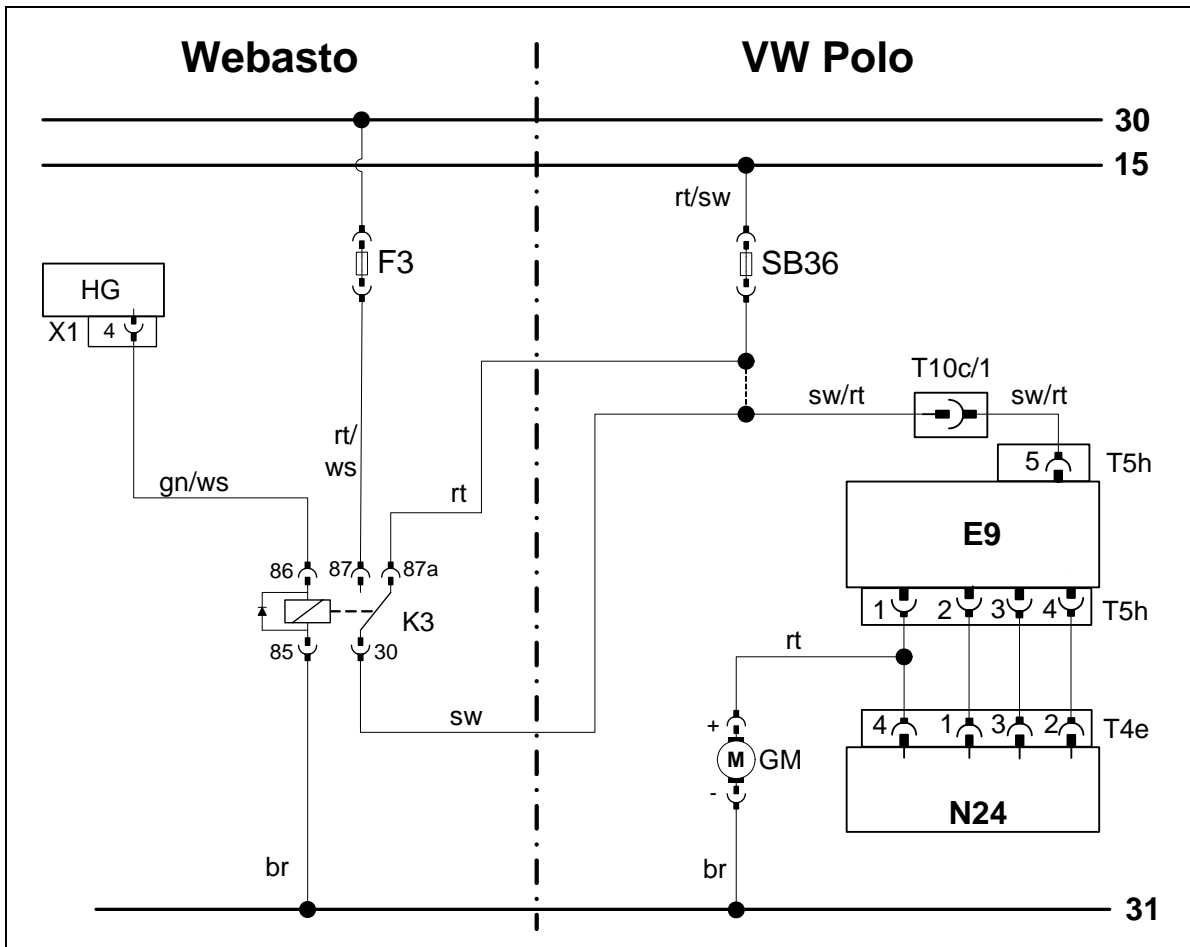 Webasto
VW Polo
30
15
rt/sw
F3
SB36
HG
X1
4
T10c/1
sw/rt
sw/rt
rt/
ws
5
T5h
gn/ws
rt
E9
86
87
87a
K3
1
2
3
4
T5h
85
30
rt
sw
4
1
3
2
T4e
+
M
GM
-
N24
br
br
31